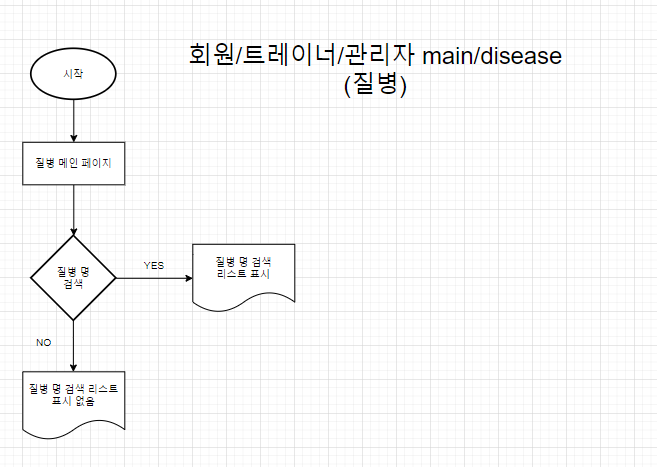 회원/트레이너/관리자 main/disease
(질병)
시작
질병 메인 페이지
질병 명
검색
YES
질병 명 검색
리스트 표시
NO
질병 명 검색 리스트
표시 없음